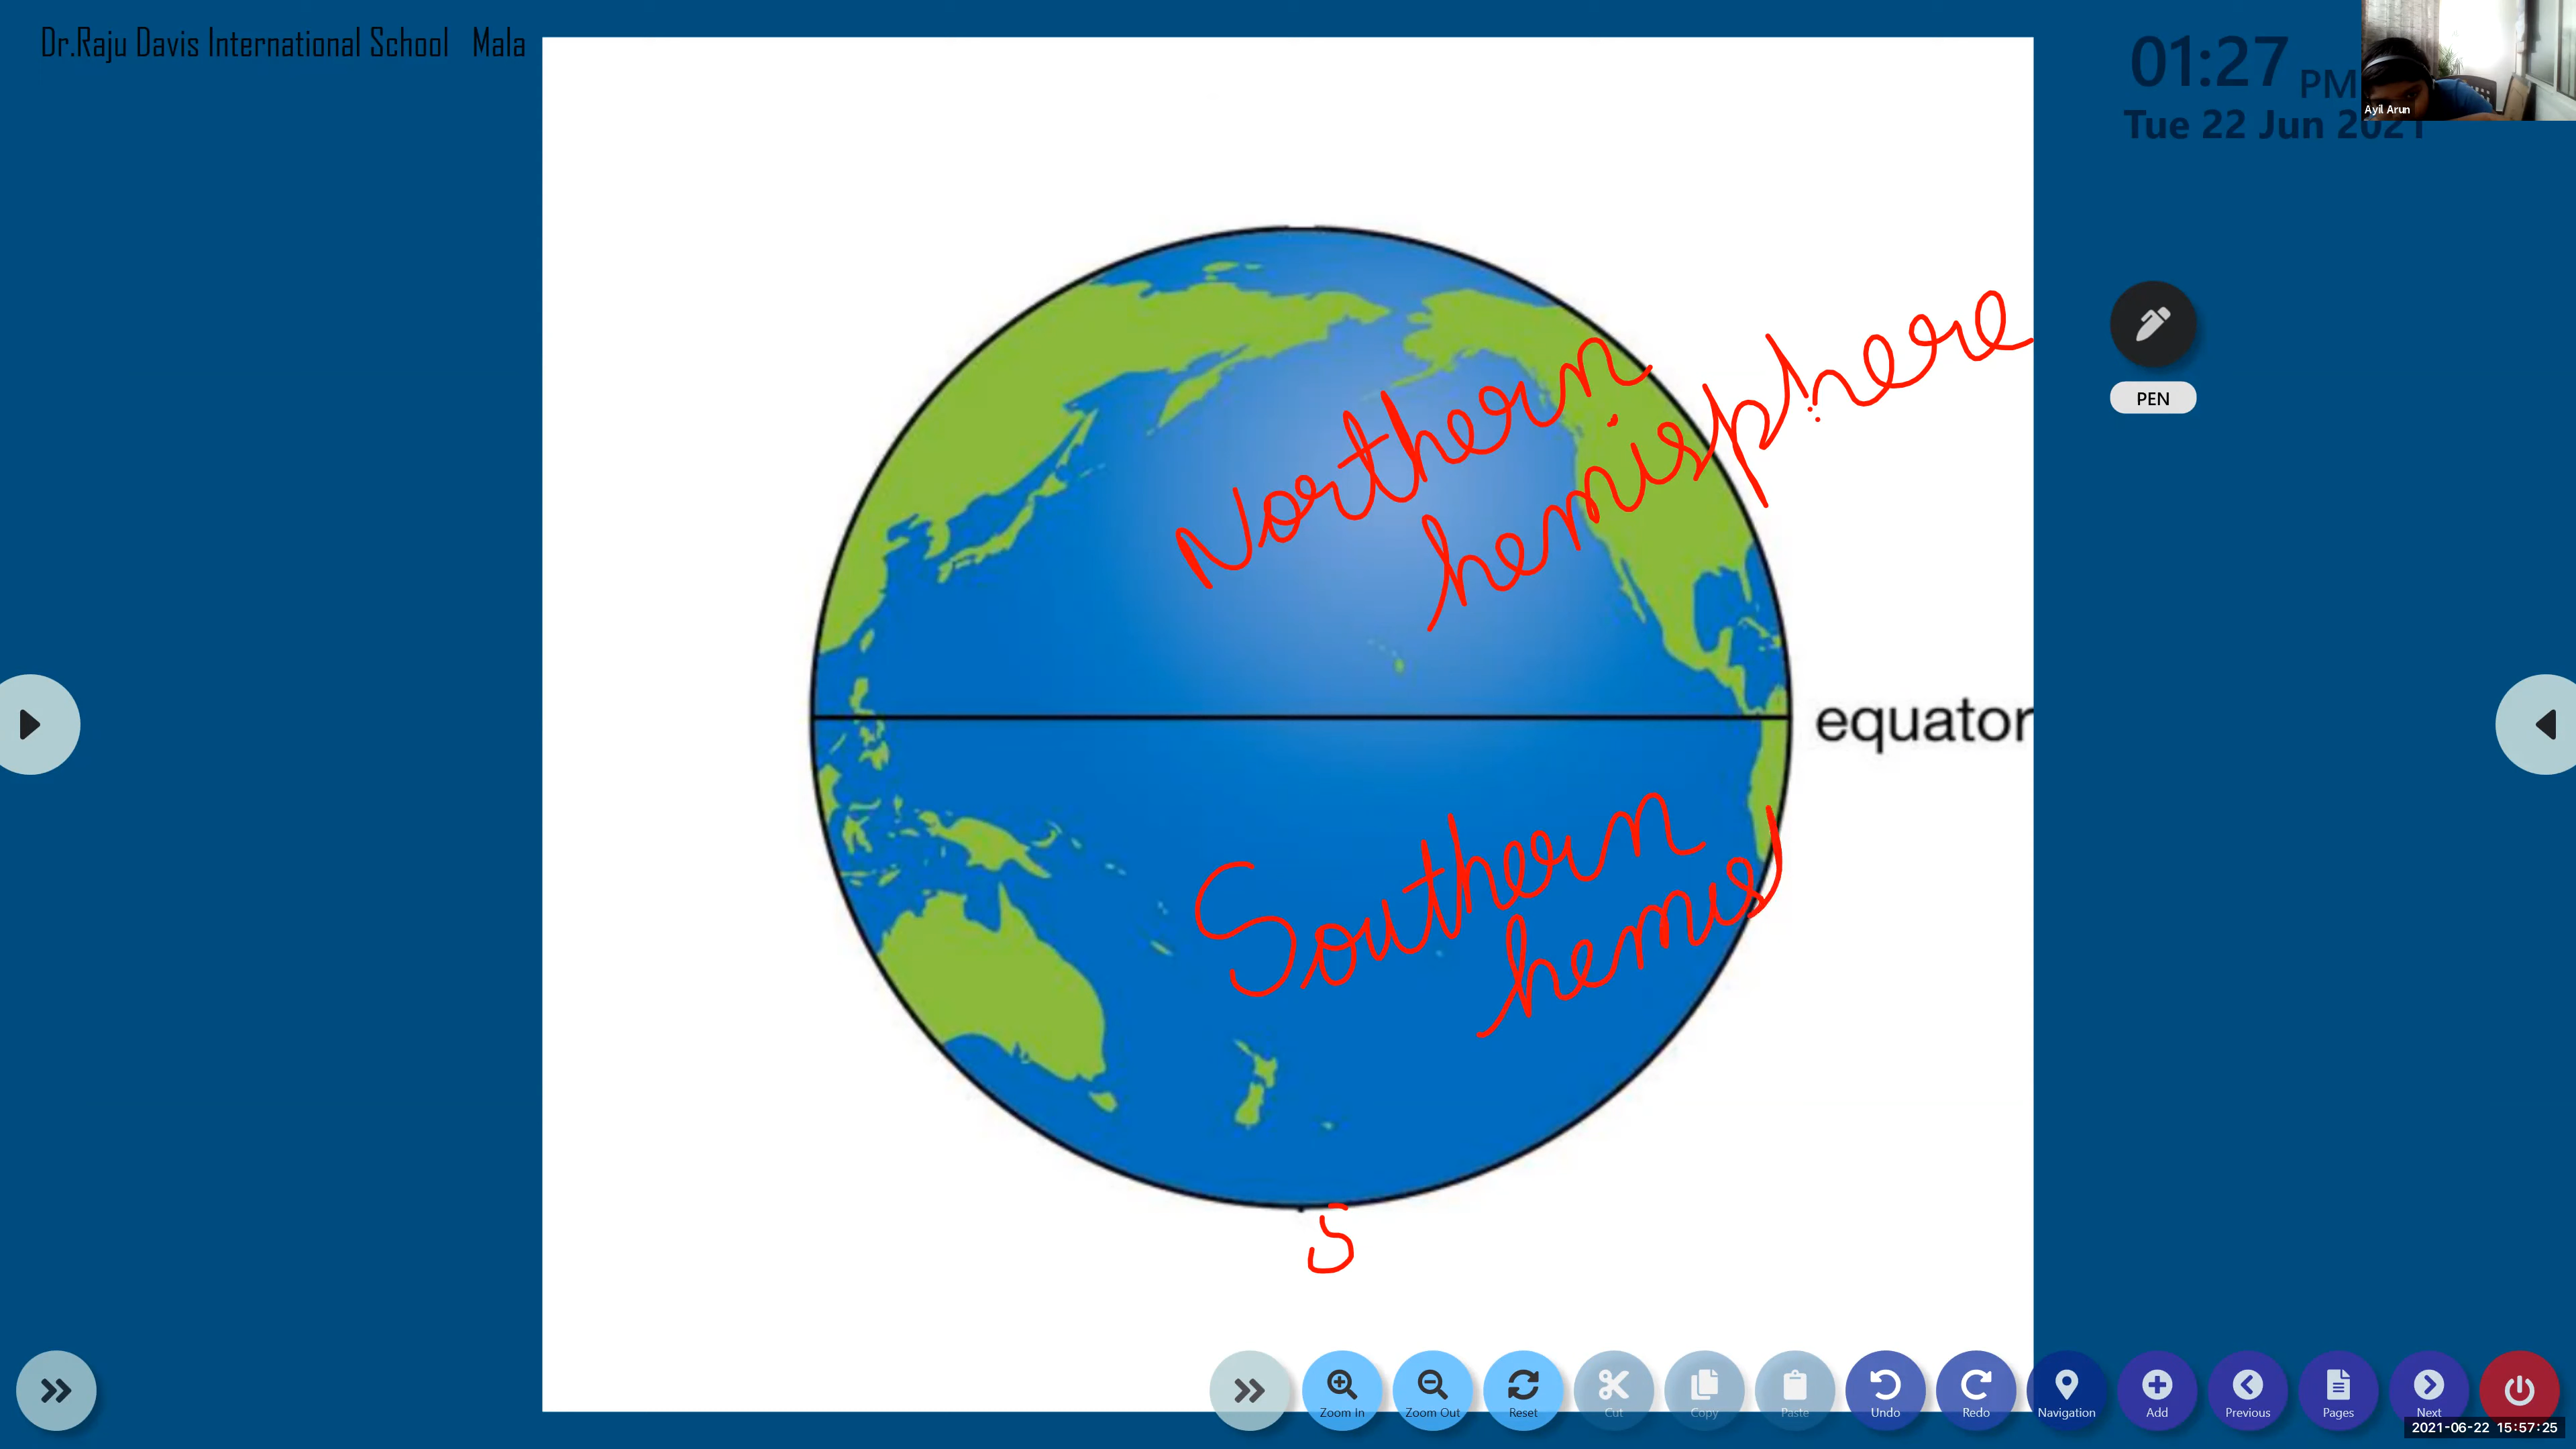 Dr.Raju Davis International School Mala
01:27 PM
Tue 22 Jun 2021
Ayil Arun
PEN
Northern
hemisphere
equator
Southern
hemis
S
Zoom In
Zoom Out
Reset
Cut
Copy
Paste
Undo
Redo
Navigation
Add
Previous
Pages
Next
2021-06-22 15:57:25